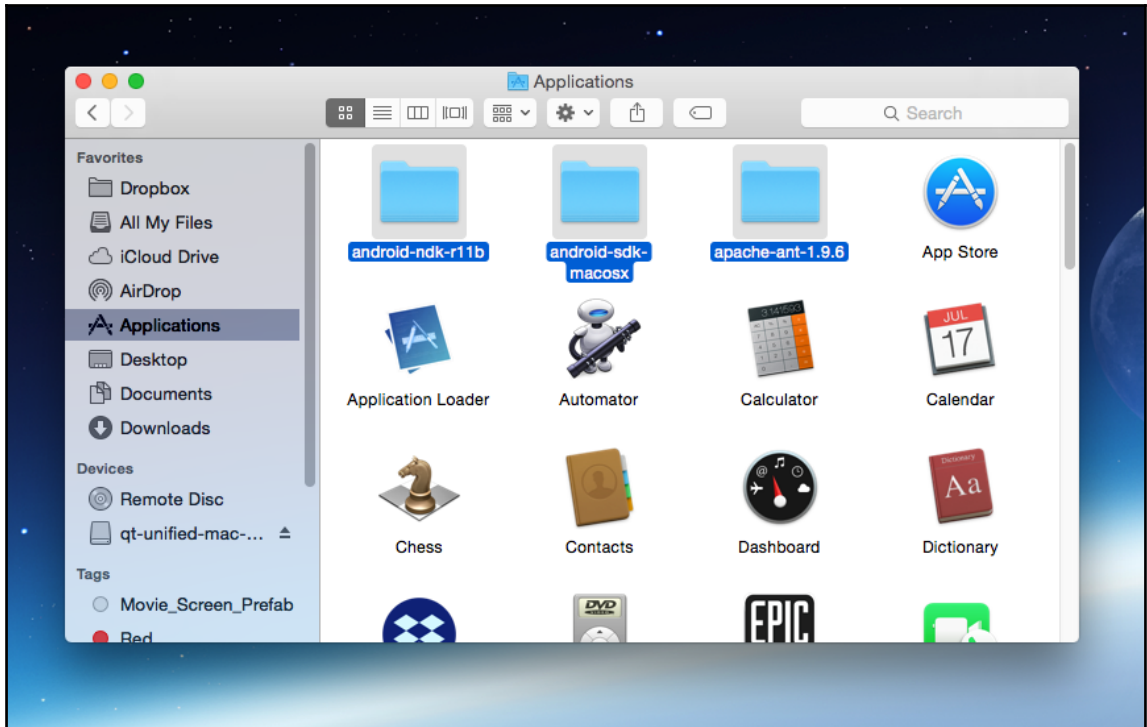 Applications
Search
Favorites
Dropbox
All My Files
iCloud Drive
AirDrop
Applications
Desktop
Documents
Downloads
Devices
Remote Disc
qt-unified-mac-...
Tags
Movie_Screen_Prefab
Red
android-ndk-r11b
android-sdk-
macosx
apache-ant-1.9.6
App Store
Application Loader
Automator
3.141593
Calculator
JUL
17
Calendar
Chess
Contacts
Dashboard
Dictionary
Aa
Dictionary
DVD
EPIC